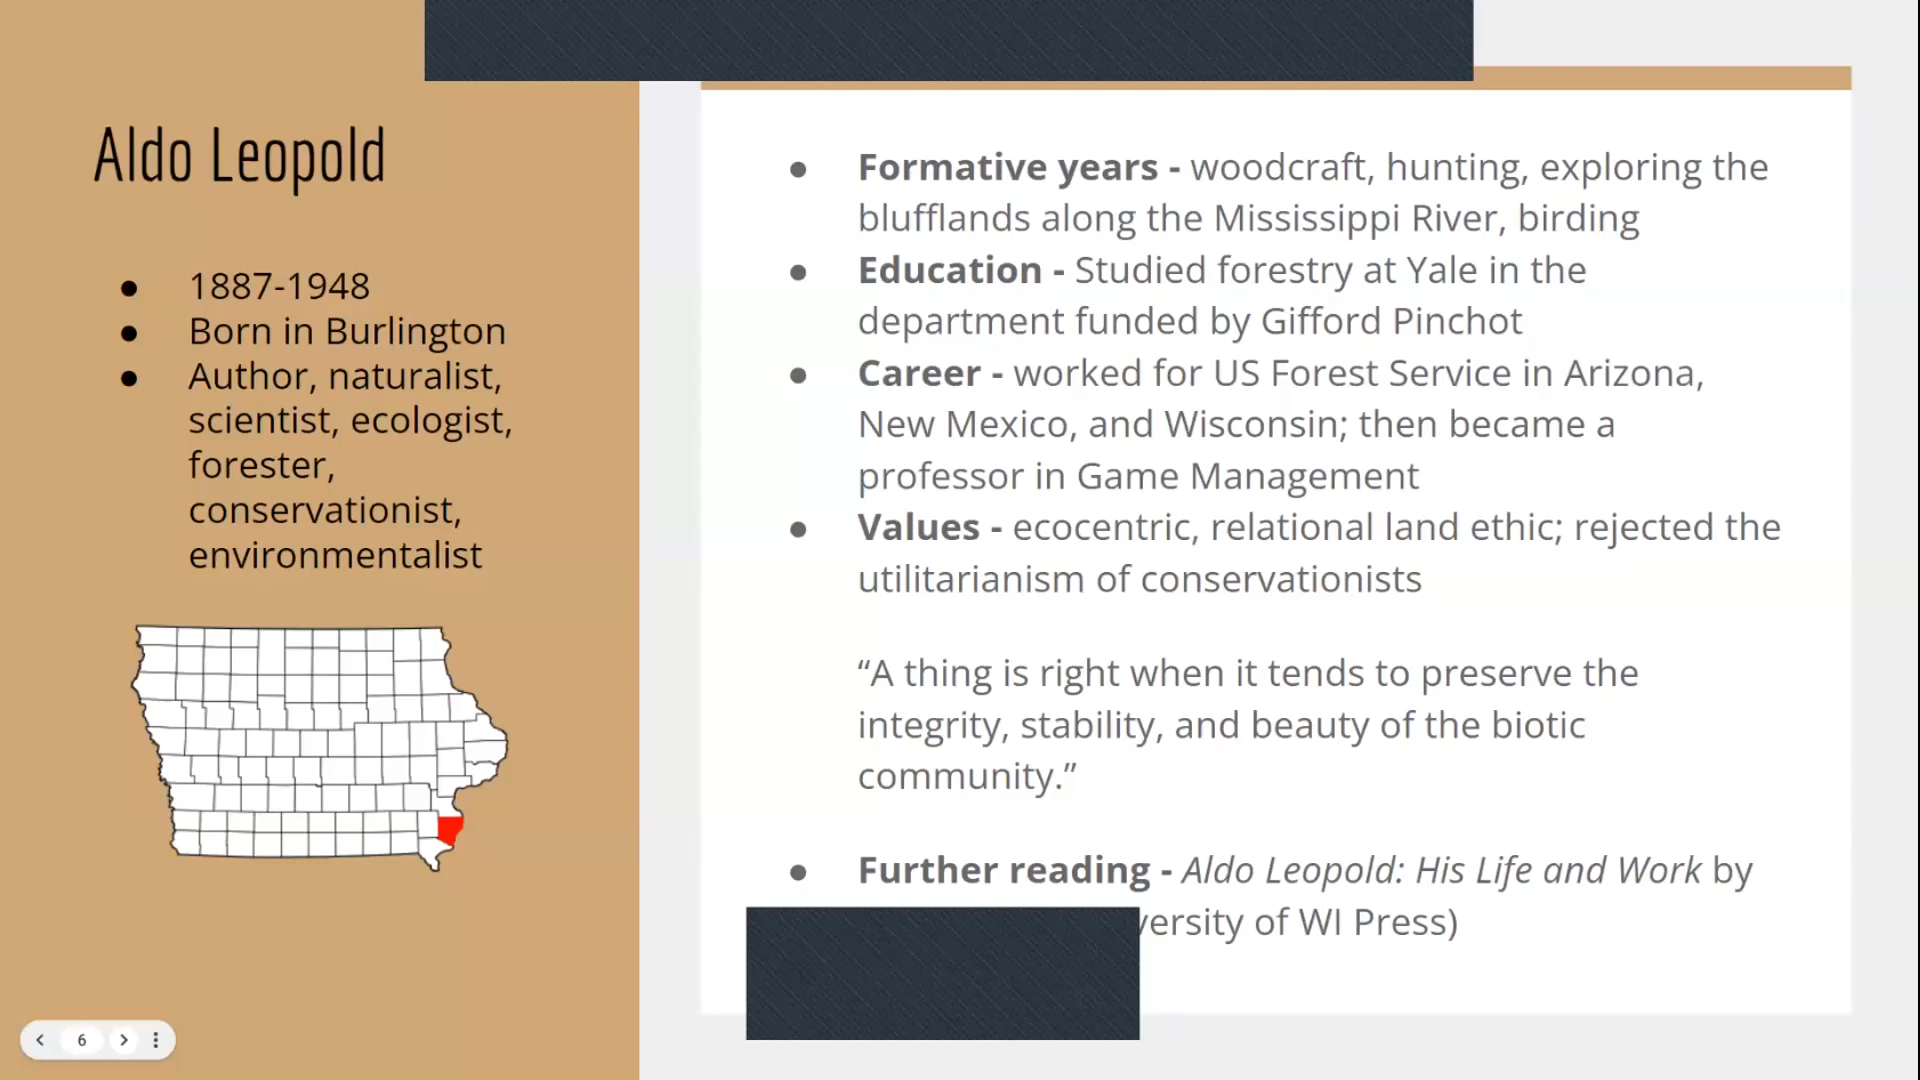 Aldo Leopold
● 1887-1948
● Born in Burlington
● Author, naturalist,
scientist, ecologist,
forester,
conservationist,
environmentalist
● Formative years - woodcraft, hunting, exploring the
blufflands along the Mississippi River, birding
● Education - Studied forestry at Yale in the
department funded by Gifford Pinchot
● Career - worked for US Forest Service in Arizona,
New Mexico, and Wisconsin; then became a
professor in Game Management
● Values - ecocentric, relational land ethic; rejected the
utilitarianism of conservationists
“A thing is right when it tends to preserve the
integrity, stability, and beauty of the biotic
community.”
● Further reading - Aldo Leopold: His Life and Work by
of WI Press)
6